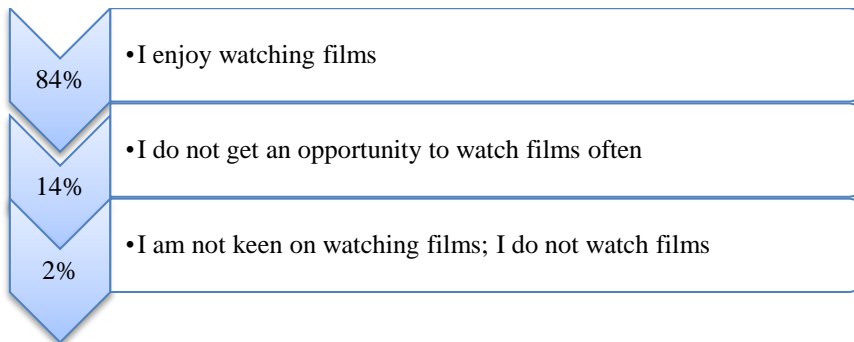 84%
•I enjoy watching films
14%
•I do not get an opportunity to watch films often
2%
•I am not keen on watching films; I do not watch films